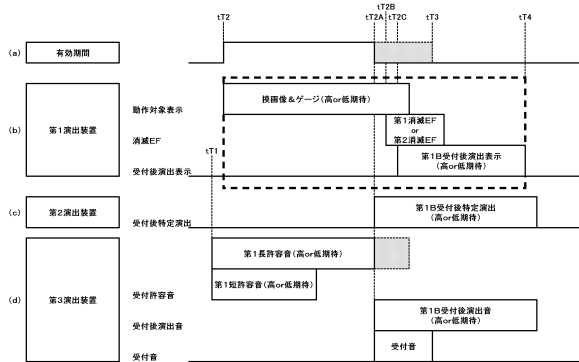 tT2B
tT2 tT2A tT2C tT3 tT4
(a) 有効期間
操画像&ゲージ(高or低期待)
動作対象表示
第1消滅EF
or
第2消滅EF
(b) 第1演出装置
消滅EF
tT1
第1B受付後演出表示
(高or低期待)
受付後演出表示
(c) 第2演出装置
受付後特定演出
第1B受付後特定演出
(高or低期待)
第1長許容音(高or低期待)
第1短許容音(高or低期待)
受付許容音
(d) 第3演出装置
第1B受付後演出音
(高or低期待)
受付後演出音
受付音
受付音